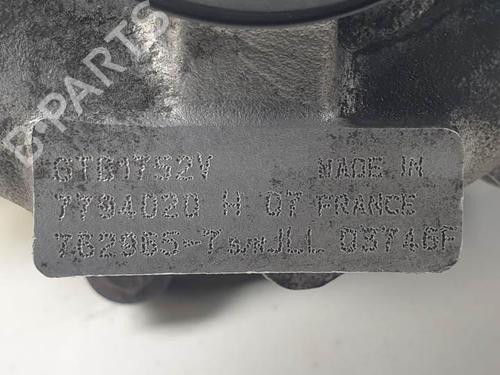 GTB1752V MADE IN
7794020 H 07 FRANCE
762965-7 S/N JLL 03746F
B-PARTS